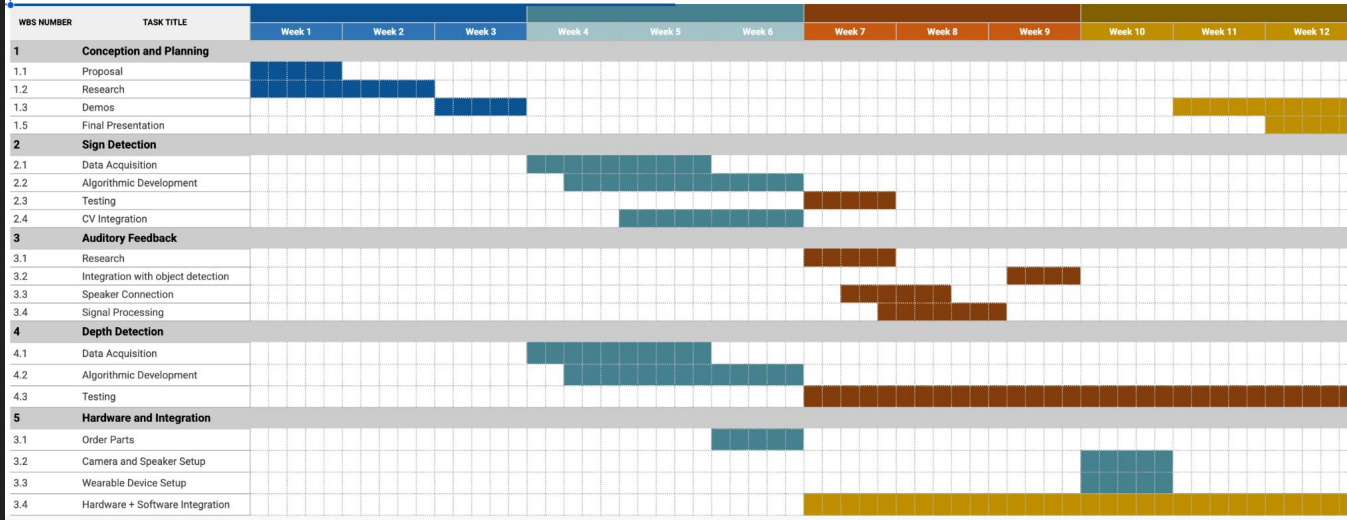 WBS NUMBER TASK TITLE
Week 1 Week 2 Week 3 Week 4 Week 5 Week 6 Week 7 Week 8 Week 9 Week 10 Week 11 Week 12
1 Conception and Planning
1.1 Proposal
1.2 Research
1.3 Demos
1.5 Final Presentation
2 Sign Detection
2.1 Data Acquisition
2.2 Algorithmic Development
2.3 Testing
2.4 CV Integration
3 Auditory Feedback
3.1 Research
3.2 Integration with object detection
3.3 Speaker Connection
3.4 Signal Processing
4 Depth Detection
4.1 Data Acquisition
4.2 Algorithmic Development
4.3 Testing
5 Hardware and Integration
3.1 Order Parts
3.2 Camera and Speaker Setup
3.3 Wearable Device Setup
3.4 Hardware + Software Integration